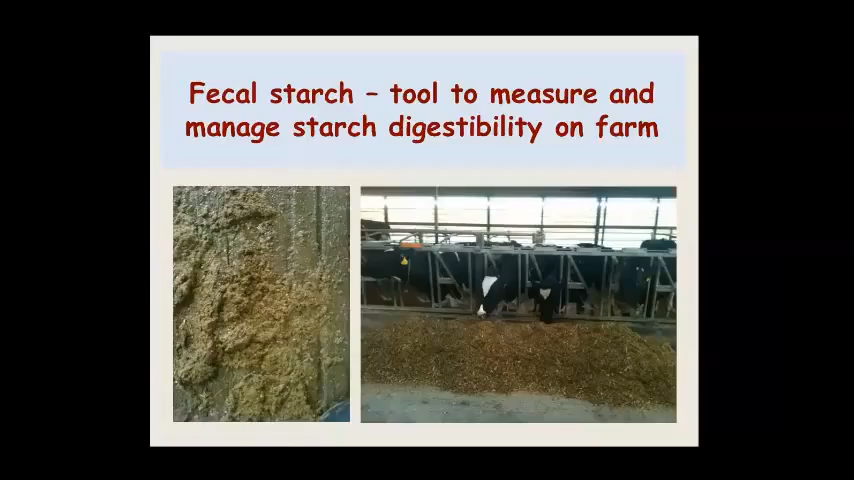 Fecal starch – tool to measure and
manage starch digestibility on farm